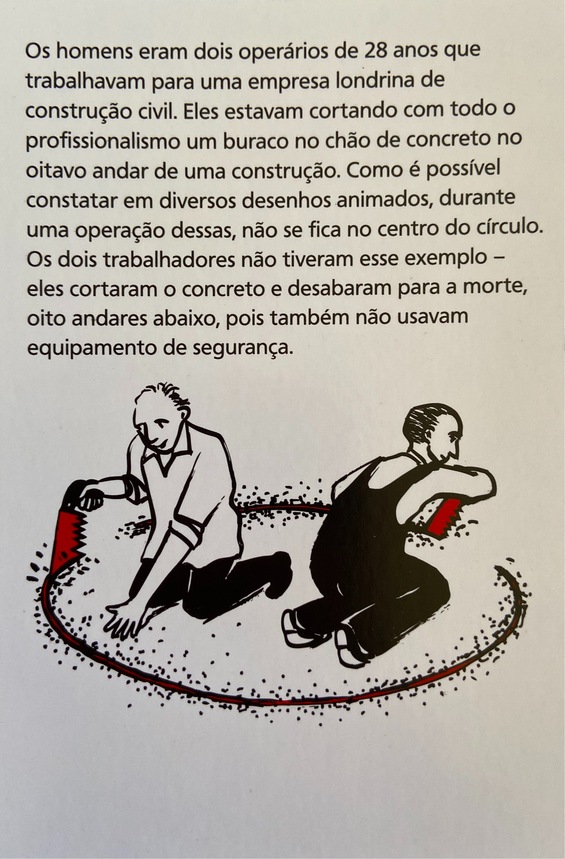 Os homens eram dois operários de 28 anos que
trabalhavam para uma empresa londrina de
construção civil. Eles estavam cortando com todo o
profissionalismo um buraco no chão de concreto no
oitavo andar de uma construção. Como é possível
constatar em diversos desenhos animados, durante
uma operação dessas, não se fica no centro do círculo.
Os dois trabalhadores não tiveram esse exemplo –
eles cortaram o concreto e desabaram para a morte,
oito andares abaixo, pois também não usavam
equipamento de segurança.